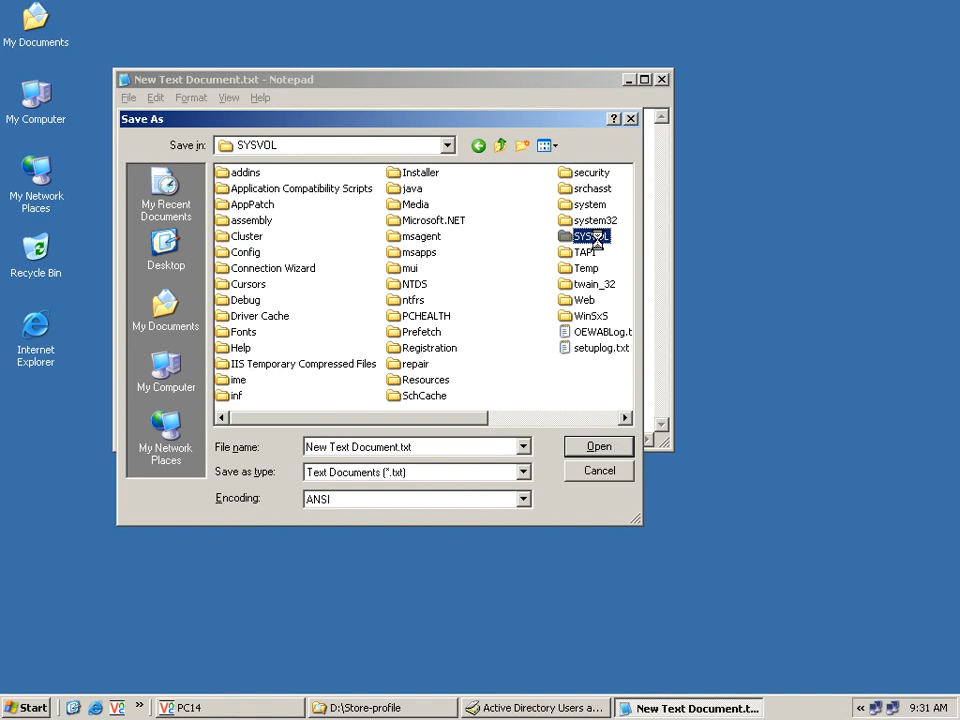 My Documents
My Computer
My Network
Places
Recycle Bin
Internet
Explorer
New Text Document.txt - Notepad
File Edit Format View Help
Save As
Save in: SYSVOL
My Recent
Documents
Desktop
My Documents
My Computer
My Network
Places
addins
Application Compatibility Scripts
AppPatch
assembly
Cluster
Config
Connection Wizard
Cursors
Debug
Driver Cache
Fonts
Help
IIS Temporary Compressed Files
ime
inf
Installer
java
Media
Microsoft.NET
msagent
msapps
mui
NTDS
ntfrs
PCHEALTH
Prefetch
Registration
repair
Resources
SchCache
security
srchasst
system
system32
SYSVOL
TAPI
Temp
twain_32
Web
WinSxS
OEWABLog.t
setuplog.txt
File name: New Text Document.txt Open
Save as type: Text Documents (*.txt) Cancel
Encoding: ANSI
Start » PC14 D:\Store-profile Active Directory Users a... New Text Document.t... « 9:31 AM